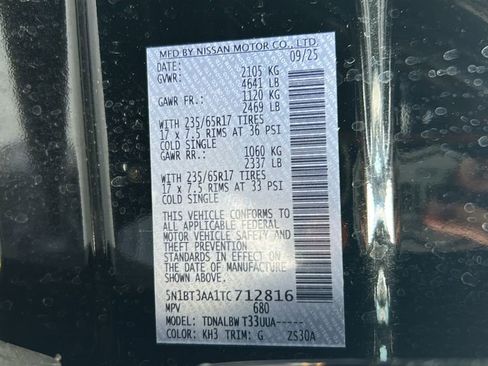 MFD BY NISSAN MOTOR CO., LTD.
DATE: 09/25
GVWR: 2105 KG
4641 LB
GAWR FR.: 1120 KG
2469 LB
WITH 235/65R17 TIRES
17 x 7.5 RIMS AT 36 PSI
COLD SINGLE
GAWR RR.: 1060 KG
2337 LB
WITH 235/65R17 TIRES
17 x 7.5 RIMS AT 33 PSI
COLD SINGLE
THIS VEHICLE CONFORMS TO
ALL APPLICABLE FEDERAL
MOTOR VEHICLE SAFETY AND
THEFT PREVENTION
STANDARDS IN EFFECT ON
THE DATE OF MANUFACTURE
SHOWN ABOVE.
5N1BT3AA1TC712816
MPV 680
MODEL: TDNALBW T33UUA-----
COLOR: KH3 TRIM: G ZS30A